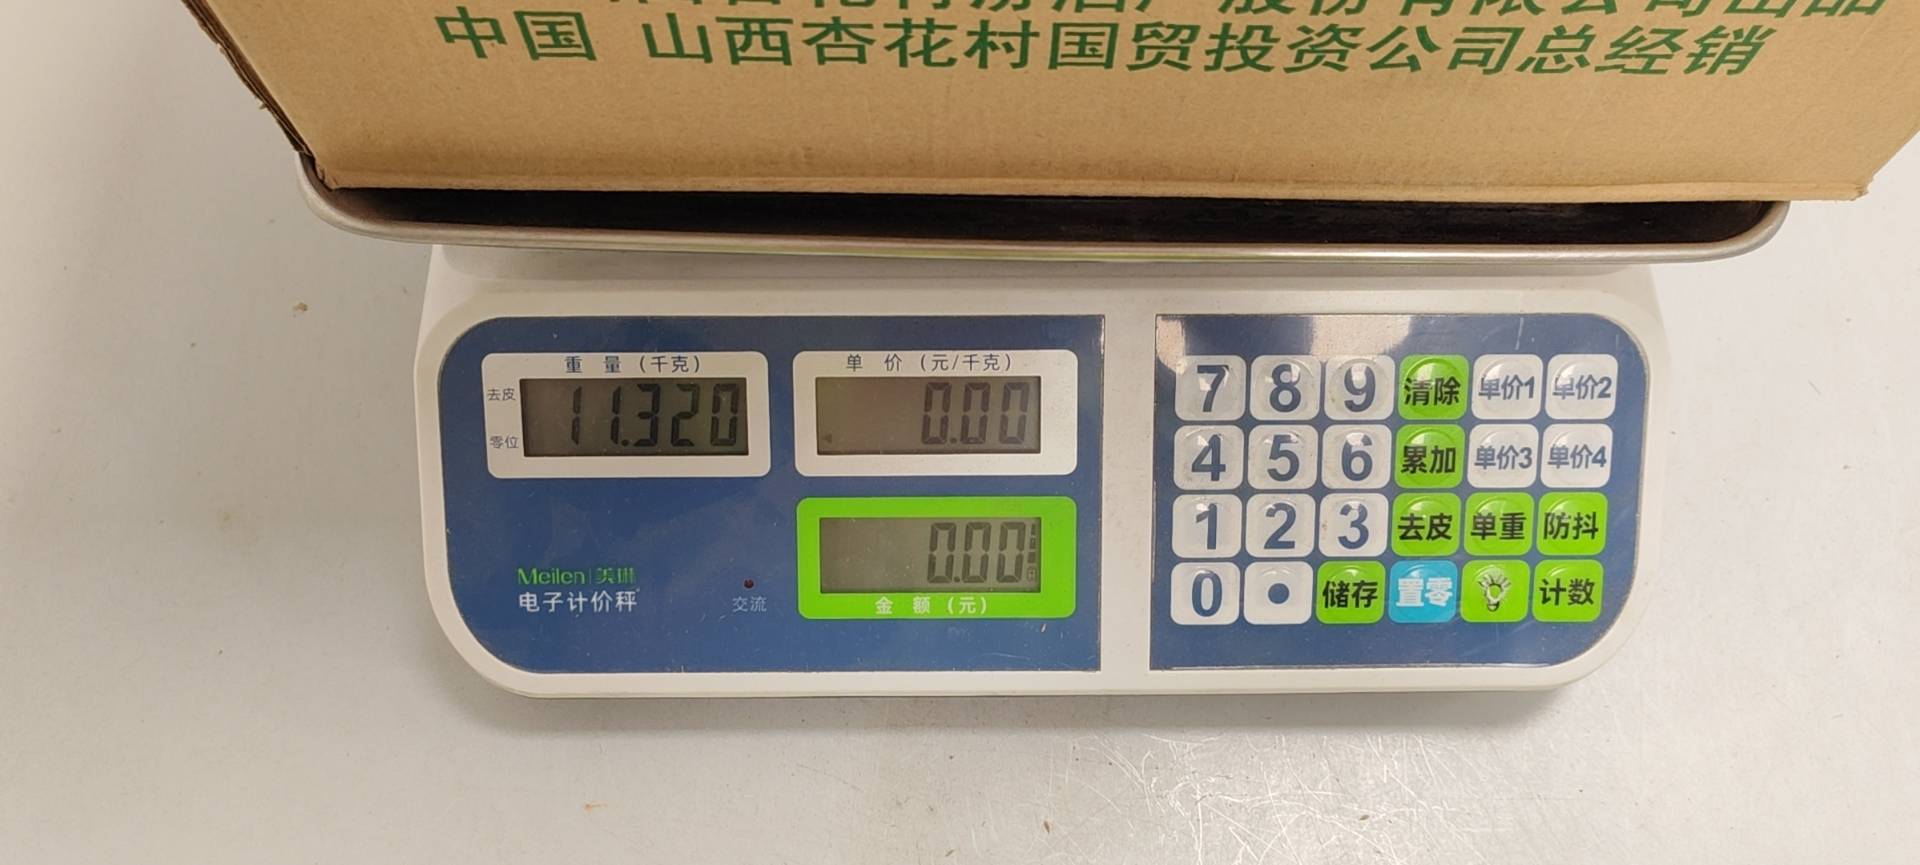 中国 山西杏花村国贸投资公司总经销
重 量 (千克)
去皮
零位
11.320
单 价 (元/千克)
0.00
0.00
金 额 (元)
Meilen|美琳
电子计价秤
交流
7 8 9 清除 单价1 单价2
4 5 6 累加 单价3 单价4
1 2 3 去皮 单重 防抖
0 • 储存 置零 计数